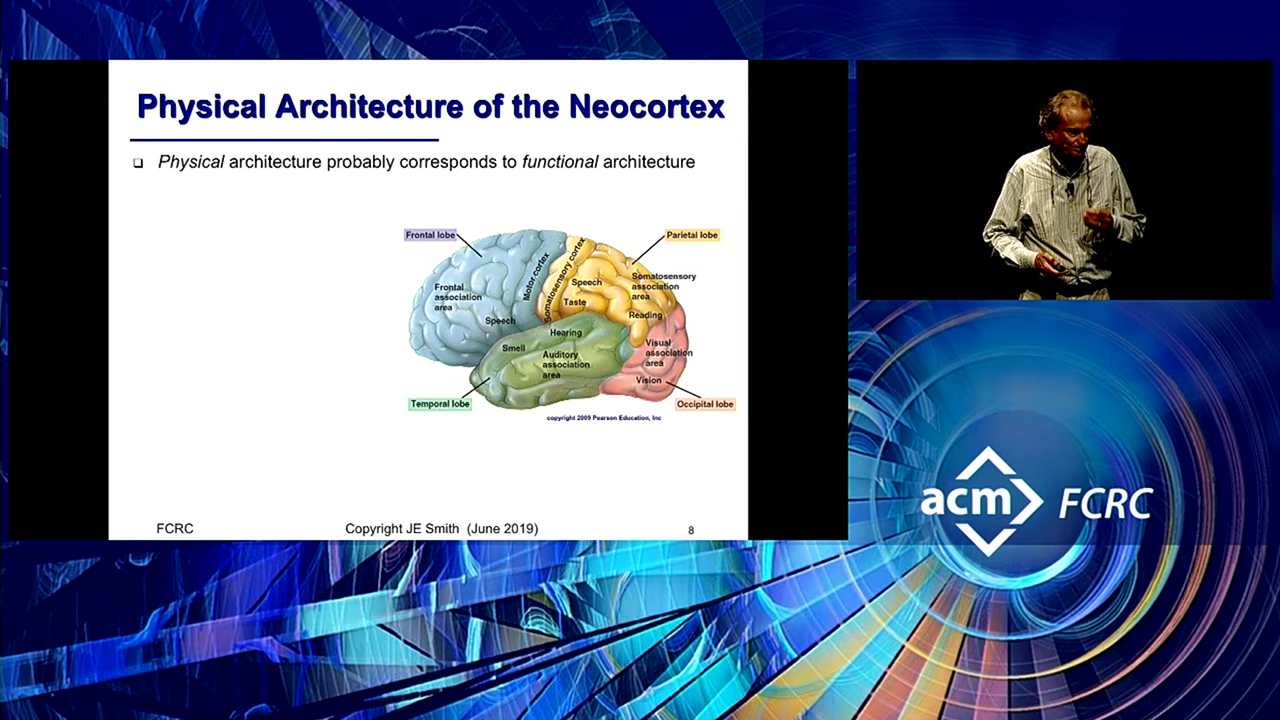 Physical Architecture of the Neocortex
❑ Physical architecture probably corresponds to functional architecture
Frontal lobe
Parietal lobe
Motor cortex
Somatosensory cortex
Somatosensory
association
area
Speech
Frontal
association
area
Taste
Reading
Speech
Hearing
Visual
association
area
Smell
Auditory
association
area
Vision
Temporal lobe
Occipital lobe
copyright 2009 Pearson Education, Inc
FCRC
Copyright JE Smith (June 2019)
8
acm FCRC